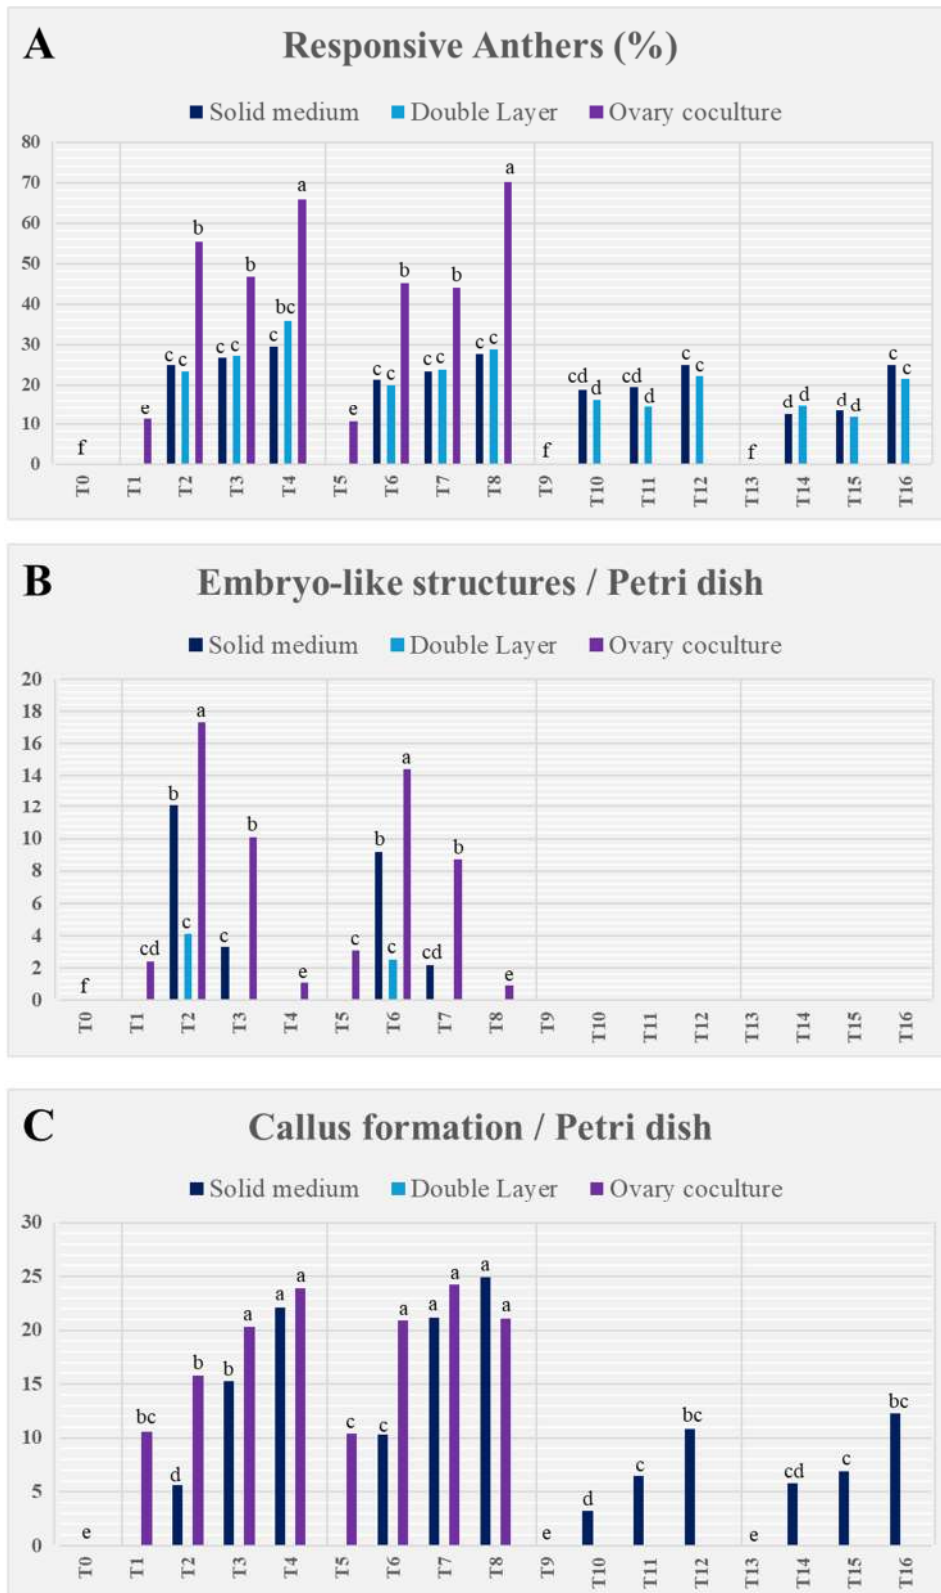 A Responsive Anthers (%)
Solid medium Double Layer Ovary coculture
80
70
60
50
40
30
20
10
0
f e c c b c c b c bc a e c c b c c b c c a f cd d cd d c c f d d d d c c
T0 T1 T2 T3 T4 T5 T6 T7 T8 T9 T10 T11 T12 T13 T14 T15 T16
B Embryo-like structures / Petri dish
Solid medium Double Layer Ovary coculture
20
18
16
14
12
10
8
6
4
2
0
f cd b c a c b e c b c a cd b e
T0 T1 T2 T3 T4 T5 T6 T7 T8 T9 T10 T11 T12 T13 T14 T15 T16
C Callus formation / Petri dish
Solid medium Double Layer Ovary coculture
30
25
20
15
10
5
0
e bc d b b a a a c c a a a a a e d c bc e cd c bc
T0 T1 T2 T3 T4 T5 T6 T7 T8 T9 T10 T11 T12 T13 T14 T15 T16